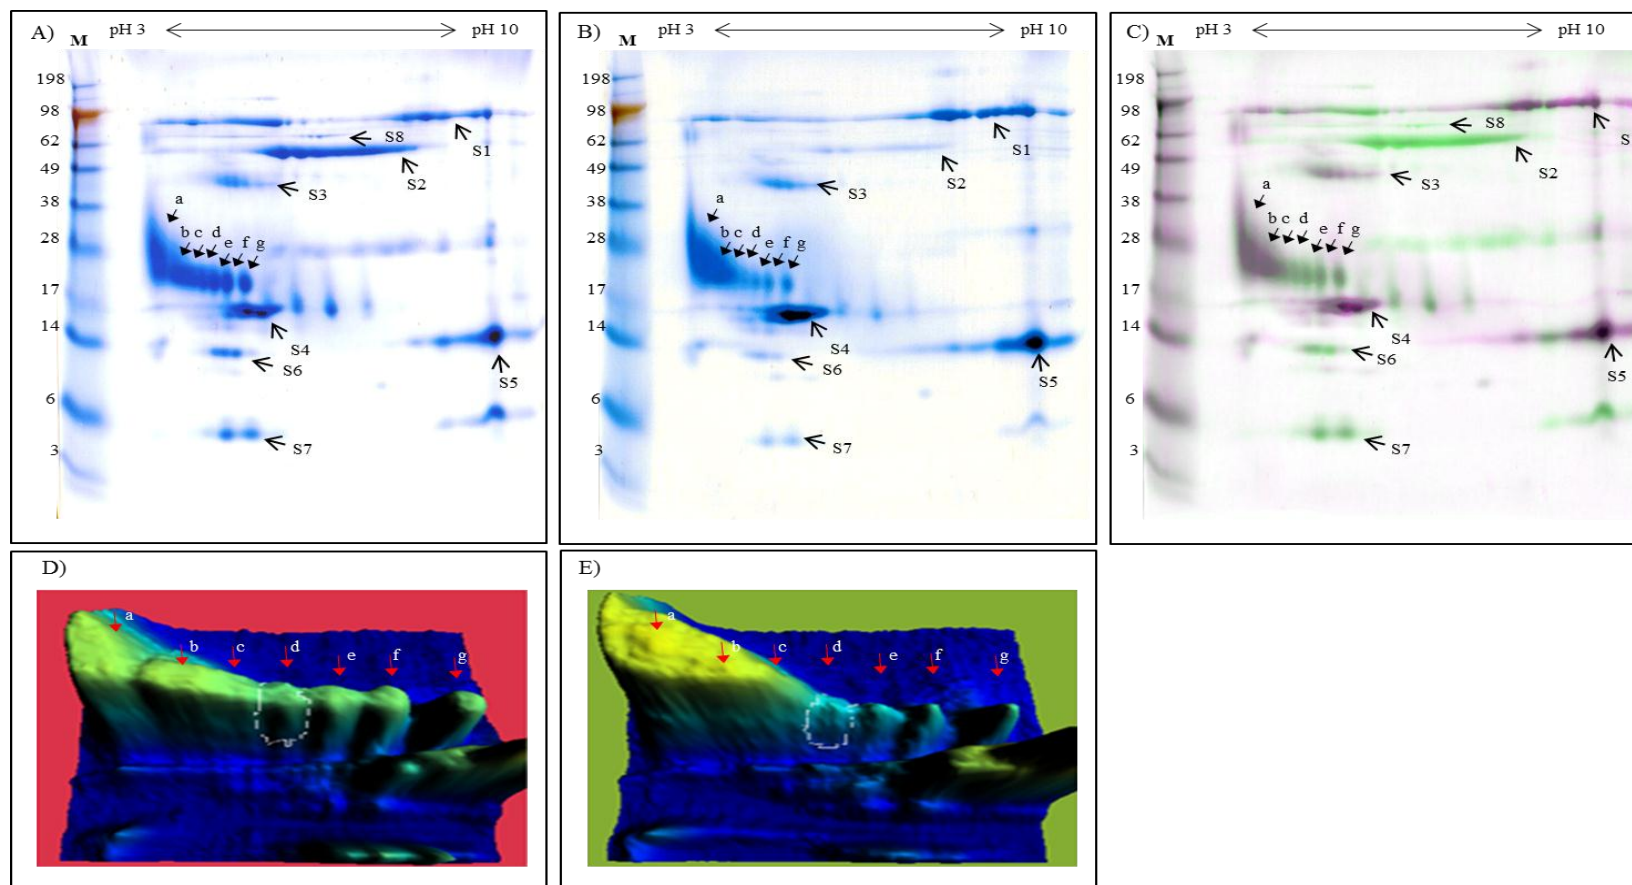 A) M pH 3 pH 10
198
98
62
49
38
28
17
14
6
3
S8
S1
S2
S3
a
b c d
e f g
S4
S6
S5
S7
B) M pH 3 pH 10
198
98
62
49
38
28
17
14
6
3
S1
S2
S3
a
b c d
e f g
S4
S6
S5
S7
C) M pH 3 pH 10
198
98
62
49
38
28
17
14
6
3
S8
S
S2
S3
a
b c d
e f g
S4
S6
S5
S7
D)
a
b c d e f g
E)
a
b c d e f g